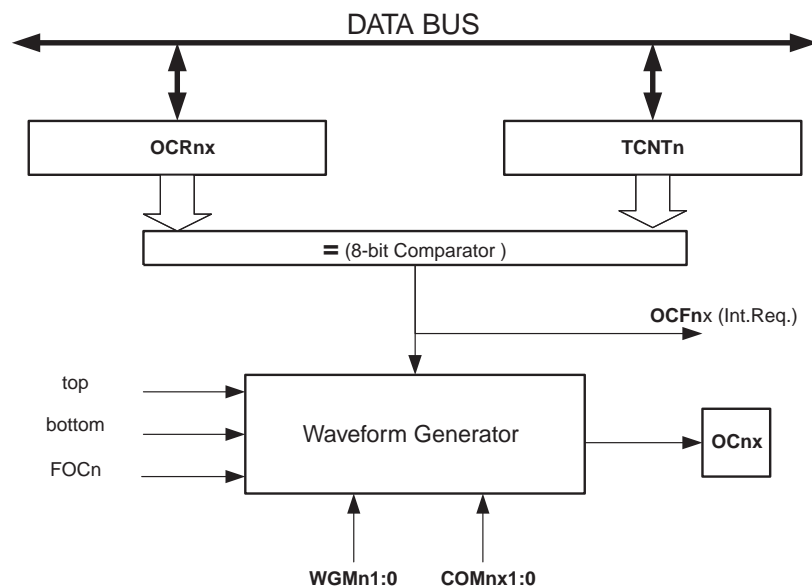 DATA BUS
OCRnx
TCNTn
= (8-bit Comparator )
OCFnx (Int.Req.)
top
bottom
FOCn
Waveform Generator
OCnx
WGMn1:0
COMnx1:0